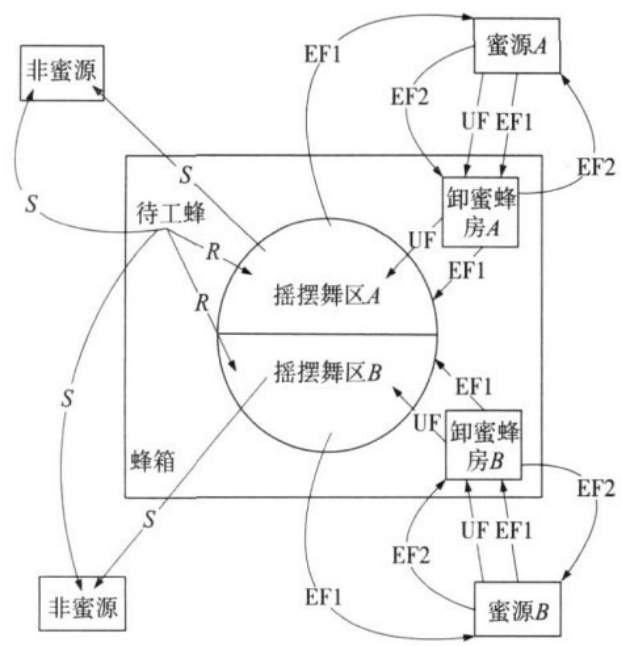 EF1
蜜源A
非蜜源
EF2
UF EF1
EF2
S
卸蜜蜂
房A
S
待工蜂
R
UF
EF1
摇摆舞区A
R
摇摆舞区B
EF1
S
UF
卸蜜蜂
房B
蜂箱
EF2
S
UF EF1
EF2
EF1
非蜜源
蜜源B